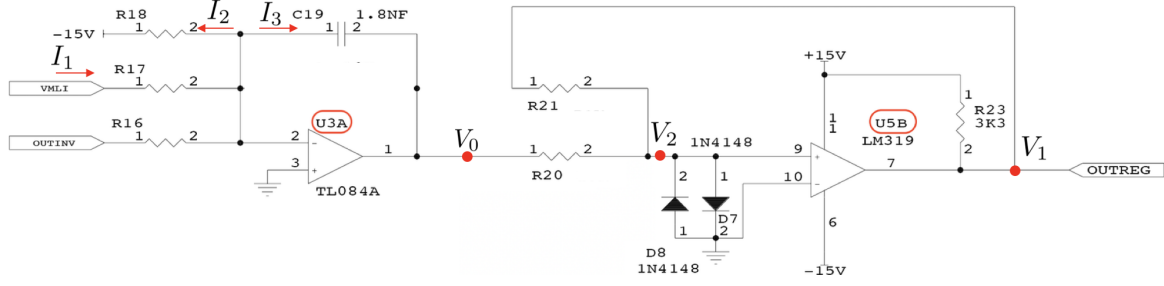 R18
1 2
-15V
I2
I3
C19
1.8NF
1 2
I1
VMLI
R17
1 2
OUTINV
R16
1 2
U3A
2
-
3
+
1
TL084A
V0
R21
1 2
R20
1 2
V2
1N4148
2
1
D7
1 2
D8
1N4148
+15V
1
11
U5B
LM319
9
+
10
-
7
6
-15V
1
R23
3K3
2
V1
OUTREG